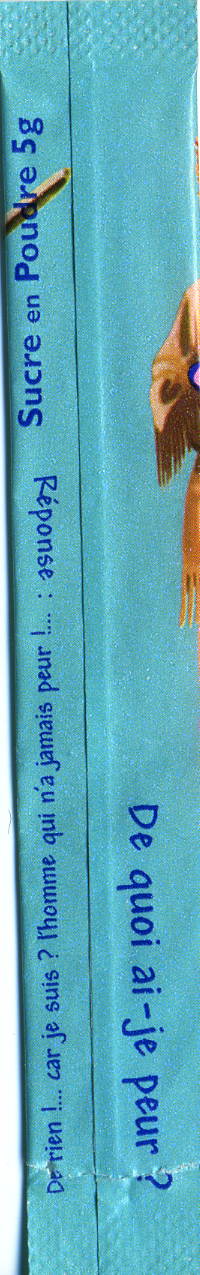 De quoi ai-je peur ?
Réponse :
De rien !... car je suis ? l'homme qui n'a jamais peur !...
Sucre en Poudre 5g